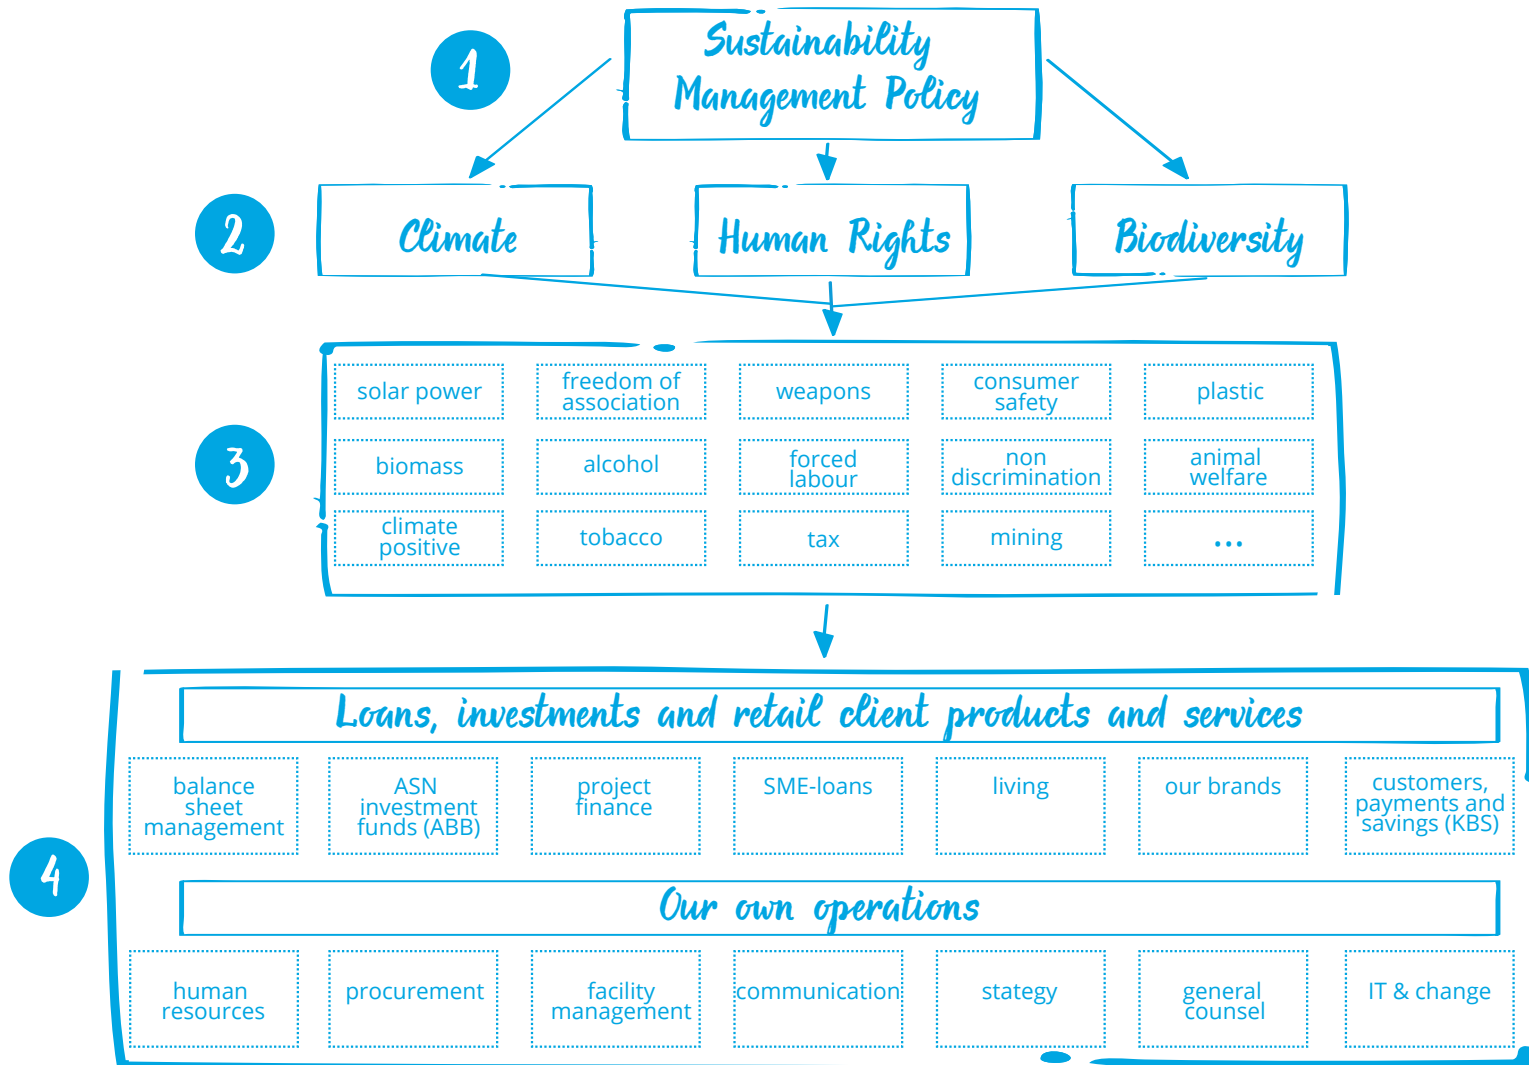 1
Sustainability
Management Policy
2
Climate
Human Rights
Biodiversity
3
solar power
freedom of
association
weapons
consumer
safety
plastic
biomass
alcohol
forced
labour
non
discrimination
animal
welfare
climate
positive
tobacco
tax
mining
...
4
Loans, investments and retail client products and services
balance
sheet
management
ASN
investment
funds (ABB)
project
finance
SME-loans
living
our brands
customers,
payments and
savings (KBS)
Our own operations
human
resources
procurement
facility
management
communication
stategy
general
counsel
IT & change